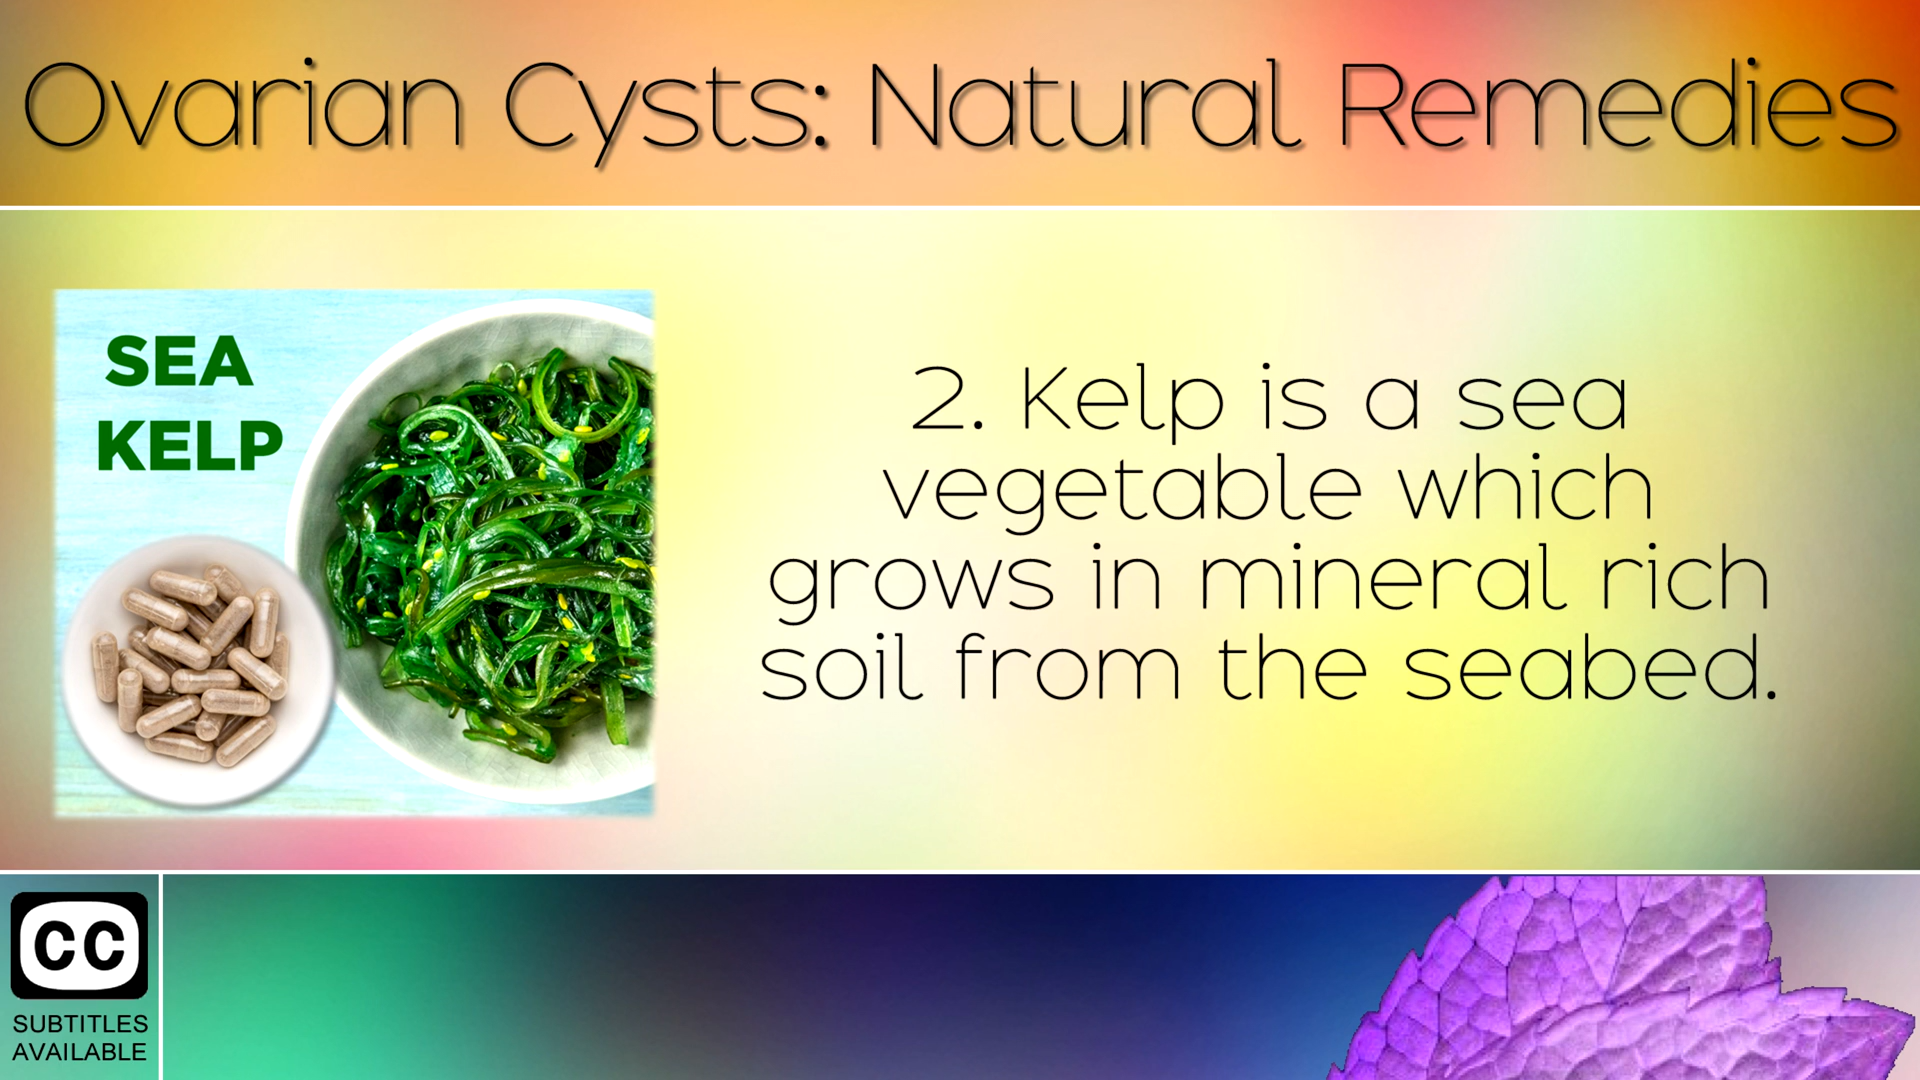 Ovarian Cysts: Natural Remedies
SEA
KELP
2. Kelp is a sea
vegetable which
grows in mineral rich
soil from the seabed.
CC
SUBTITLES
AVAILABLE